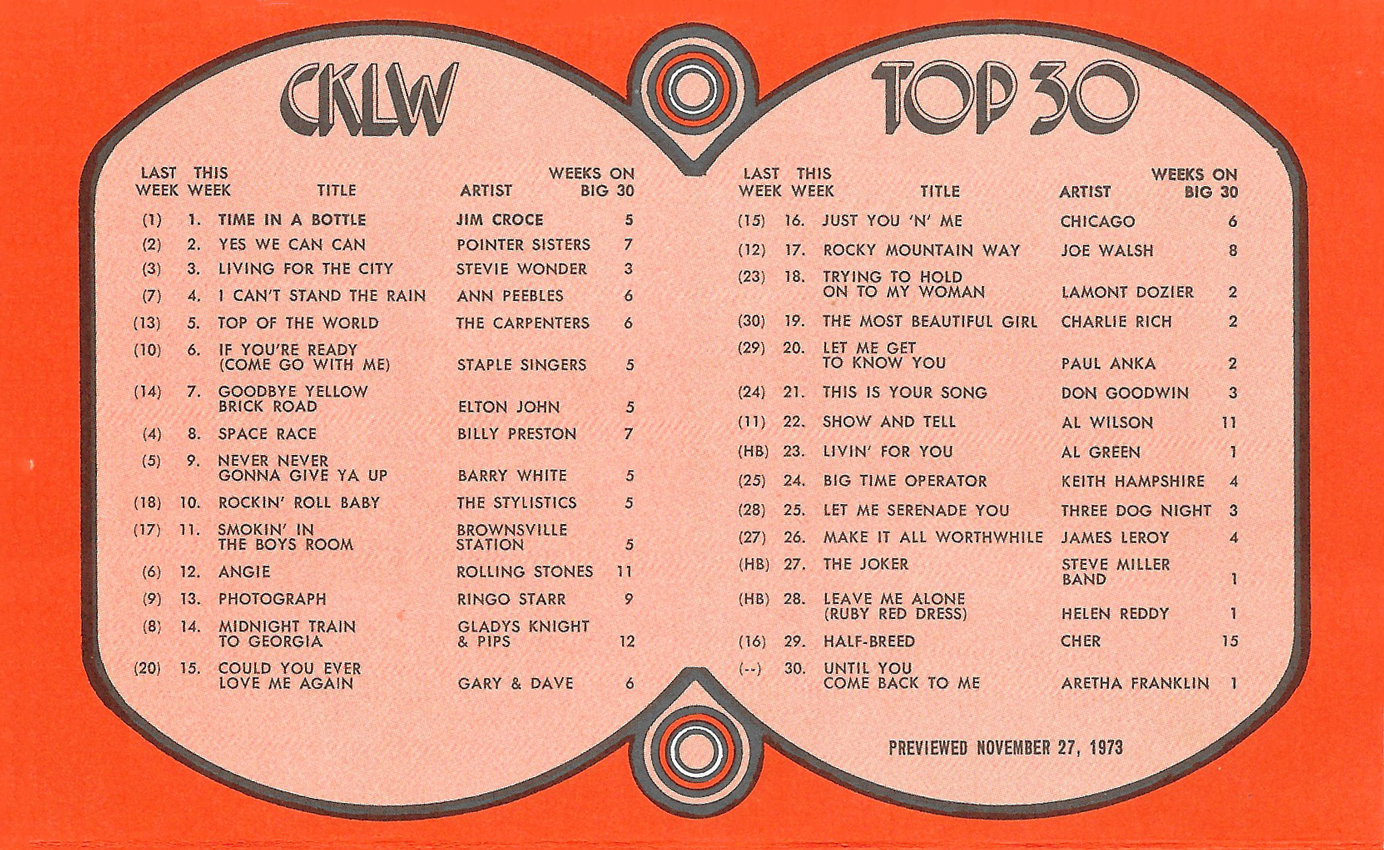 CKLW
LAST THIS WEEKS ON
WEEK WEEK TITLE ARTIST BIG 30
(1) 1. TIME IN A BOTTLE JIM CROCE 5
(2) 2. YES WE CAN CAN POINTER SISTERS 7
(3) 3. LIVING FOR THE CITY STEVIE WONDER 3
(7) 4. I CAN'T STAND THE RAIN ANN PEEBLES 6
(13) 5. TOP OF THE WORLD THE CARPENTERS 6
(10) 6. IF YOU'RE READY
(COME GO WITH ME) STAPLE SINGERS 5
(14) 7. GOODBYE YELLOW
BRICK ROAD ELTON JOHN 5
(4) 8. SPACE RACE BILLY PRESTON 7
(5) 9. NEVER NEVER
GONNA GIVE YA UP BARRY WHITE 5
(18) 10. ROCKIN' ROLL BABY THE STYLISTICS 5
(17) 11. SMOKIN' IN BROWNSVILLE
THE BOYS ROOM STATION 5
(6) 12. ANGIE ROLLING STONES 11
(9) 13. PHOTOGRAPH RINGO STARR 9
(8) 14. MIDNIGHT TRAIN GLADYS KNIGHT
TO GEORGIA & PIPS 12
(20) 15. COULD YOU EVER
LOVE ME AGAIN GARY & DAVE 6
TOP 30
LAST THIS WEEKS ON
WEEK WEEK TITLE ARTIST BIG 30
(15) 16. JUST YOU 'N' ME CHICAGO 6
(12) 17. ROCKY MOUNTAIN WAY JOE WALSH 8
(23) 18. TRYING TO HOLD
ON TO MY WOMAN LAMONT DOZIER 2
(30) 19. THE MOST BEAUTIFUL GIRL CHARLIE RICH 2
(29) 20. LET ME GET
TO KNOW YOU PAUL ANKA 2
(24) 21. THIS IS YOUR SONG DON GOODWIN 3
(11) 22. SHOW AND TELL AL WILSON 11
(HB) 23. LIVIN' FOR YOU AL GREEN 1
(25) 24. BIG TIME OPERATOR KEITH HAMPSHIRE 4
(28) 25. LET ME SERENADE YOU THREE DOG NIGHT 3
(27) 26. MAKE IT ALL WORTHWHILE JAMES LEROY 4
(HB) 27. THE JOKER STEVE MILLER
BAND 1
(HB) 28. LEAVE ME ALONE
(RUBY RED DRESS) HELEN REDDY 1
(16) 29. HALF-BREED CHER 15
(--) 30. UNTIL YOU
COME BACK TO ME ARETHA FRANKLIN 1
PREVIEWED NOVEMBER 27, 1973